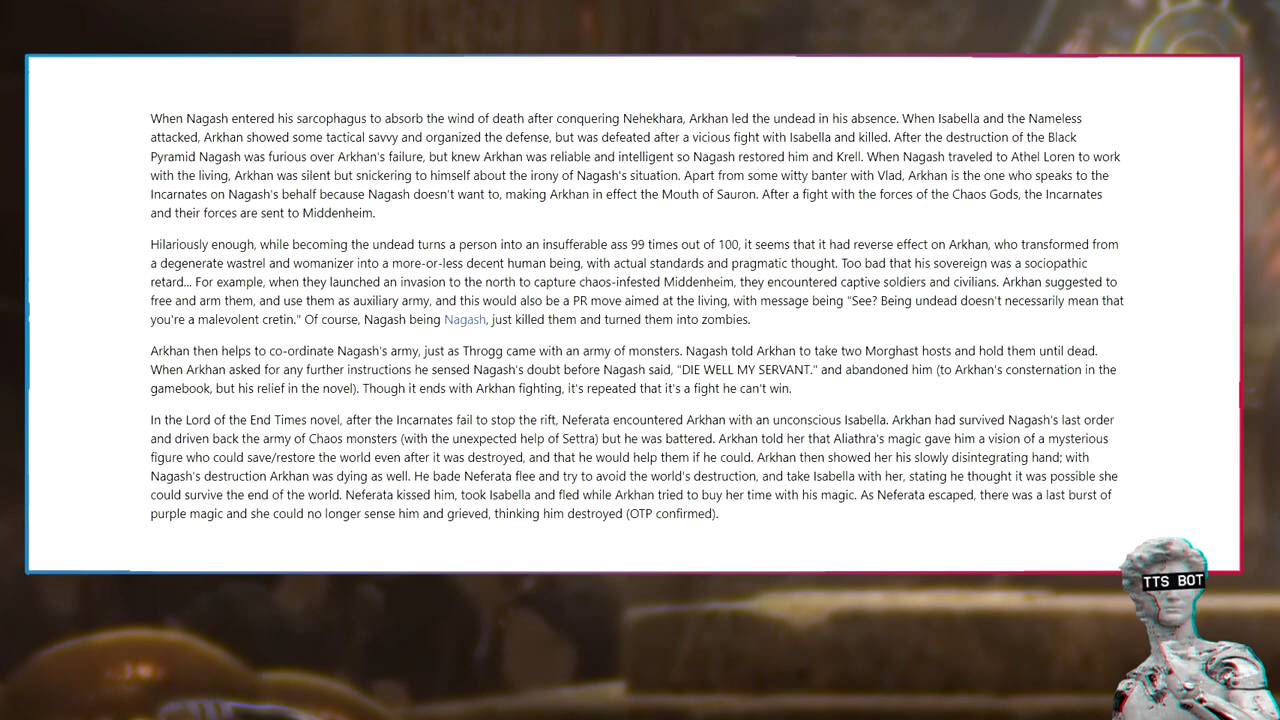 When Nagash entered his sarcophagus to absorb the wind of death after conquering Nehekhara, Arkhan led the undead in his absence. When Isabella and the Nameless
attacked, Arkhan showed some tactical savvy and organized the defense, but was defeated after a vicious fight with Isabella and killed. After the destruction of the Black
Pyramid Nagash was furious over Arkhan's failure, but knew Arkhan was reliable and intelligent so Nagash restored him and Krell. When Nagash traveled to Athel Loren to work
with the living, Arkhan was silent but snickering to himself about the irony of Nagash's situation. Apart from some witty banter with Vlad, Arkhan is the one who speaks to the
Incarnates on Nagash's behalf because Nagash doesn't want to, making Arkhan in effect the Mouth of Sauron. After a fight with the forces of the Chaos Gods, the Incarnates
and their forces are sent to Middenheim.
Hilariously enough, while becoming the undead turns a person into an insufferable ass 99 times out of 100, it seems that it had reverse effect on Arkhan, who transformed from
a degenerate wastrel and womanizer into a more-or-less decent human being, with actual standards and pragmatic thought. Too bad that his sovereign was a sociopathic
retard... For example, when they launched an invasion to the north to capture chaos-infested Middenheim, they encountered captive soldiers and civilians. Arkhan suggested to
free and arm them, and use them as auxiliary army, and this would also be a PR move aimed at the living, with message being "See? Being undead doesn't necessarily mean that
you're a malevolent cretin." Of course, Nagash being Nagash, just killed them and turned them into zombies.
Arkhan then helps to co-ordinate Nagash's army, just as Throgg came with an army of monsters. Nagash told Arkhan to take two Morghast hosts and hold them until dead.
When Arkhan asked for any further instructions he sensed Nagash's doubt before Nagash said, "DIE WELL MY SERVANT." and abandoned him (to Arkhan's consternation in the
gamebook, but his relief in the novel). Though it ends with Arkhan fighting, it's repeated that it's a fight he can't win.
In the Lord of the End Times novel, after the Incarnates fail to stop the rift, Neferata encountered Arkhan with an unconscious Isabella. Arkhan had survived Nagash's last order
and driven back the army of Chaos monsters (with the unexpected help of Settra) but he was battered. Arkhan told her that Aliathra's magic gave him a vision of a mysterious
figure who could save/restore the world even after it was destroyed, and that he would help them if he could. Arkhan then showed her his slowly disintegrating hand; with
Nagash's destruction Arkhan was dying as well. He bade Neferata flee and try to avoid the world's destruction, and take Isabella with her, stating he thought it was possible she
could survive the end of the world. Neferata kissed him, took Isabella and fled while Arkhan tried to buy her time with his magic. As Neferata escaped, there was a last burst of
purple magic and she could no longer sense him and grieved, thinking him destroyed (OTP confirmed).
TTS BOT